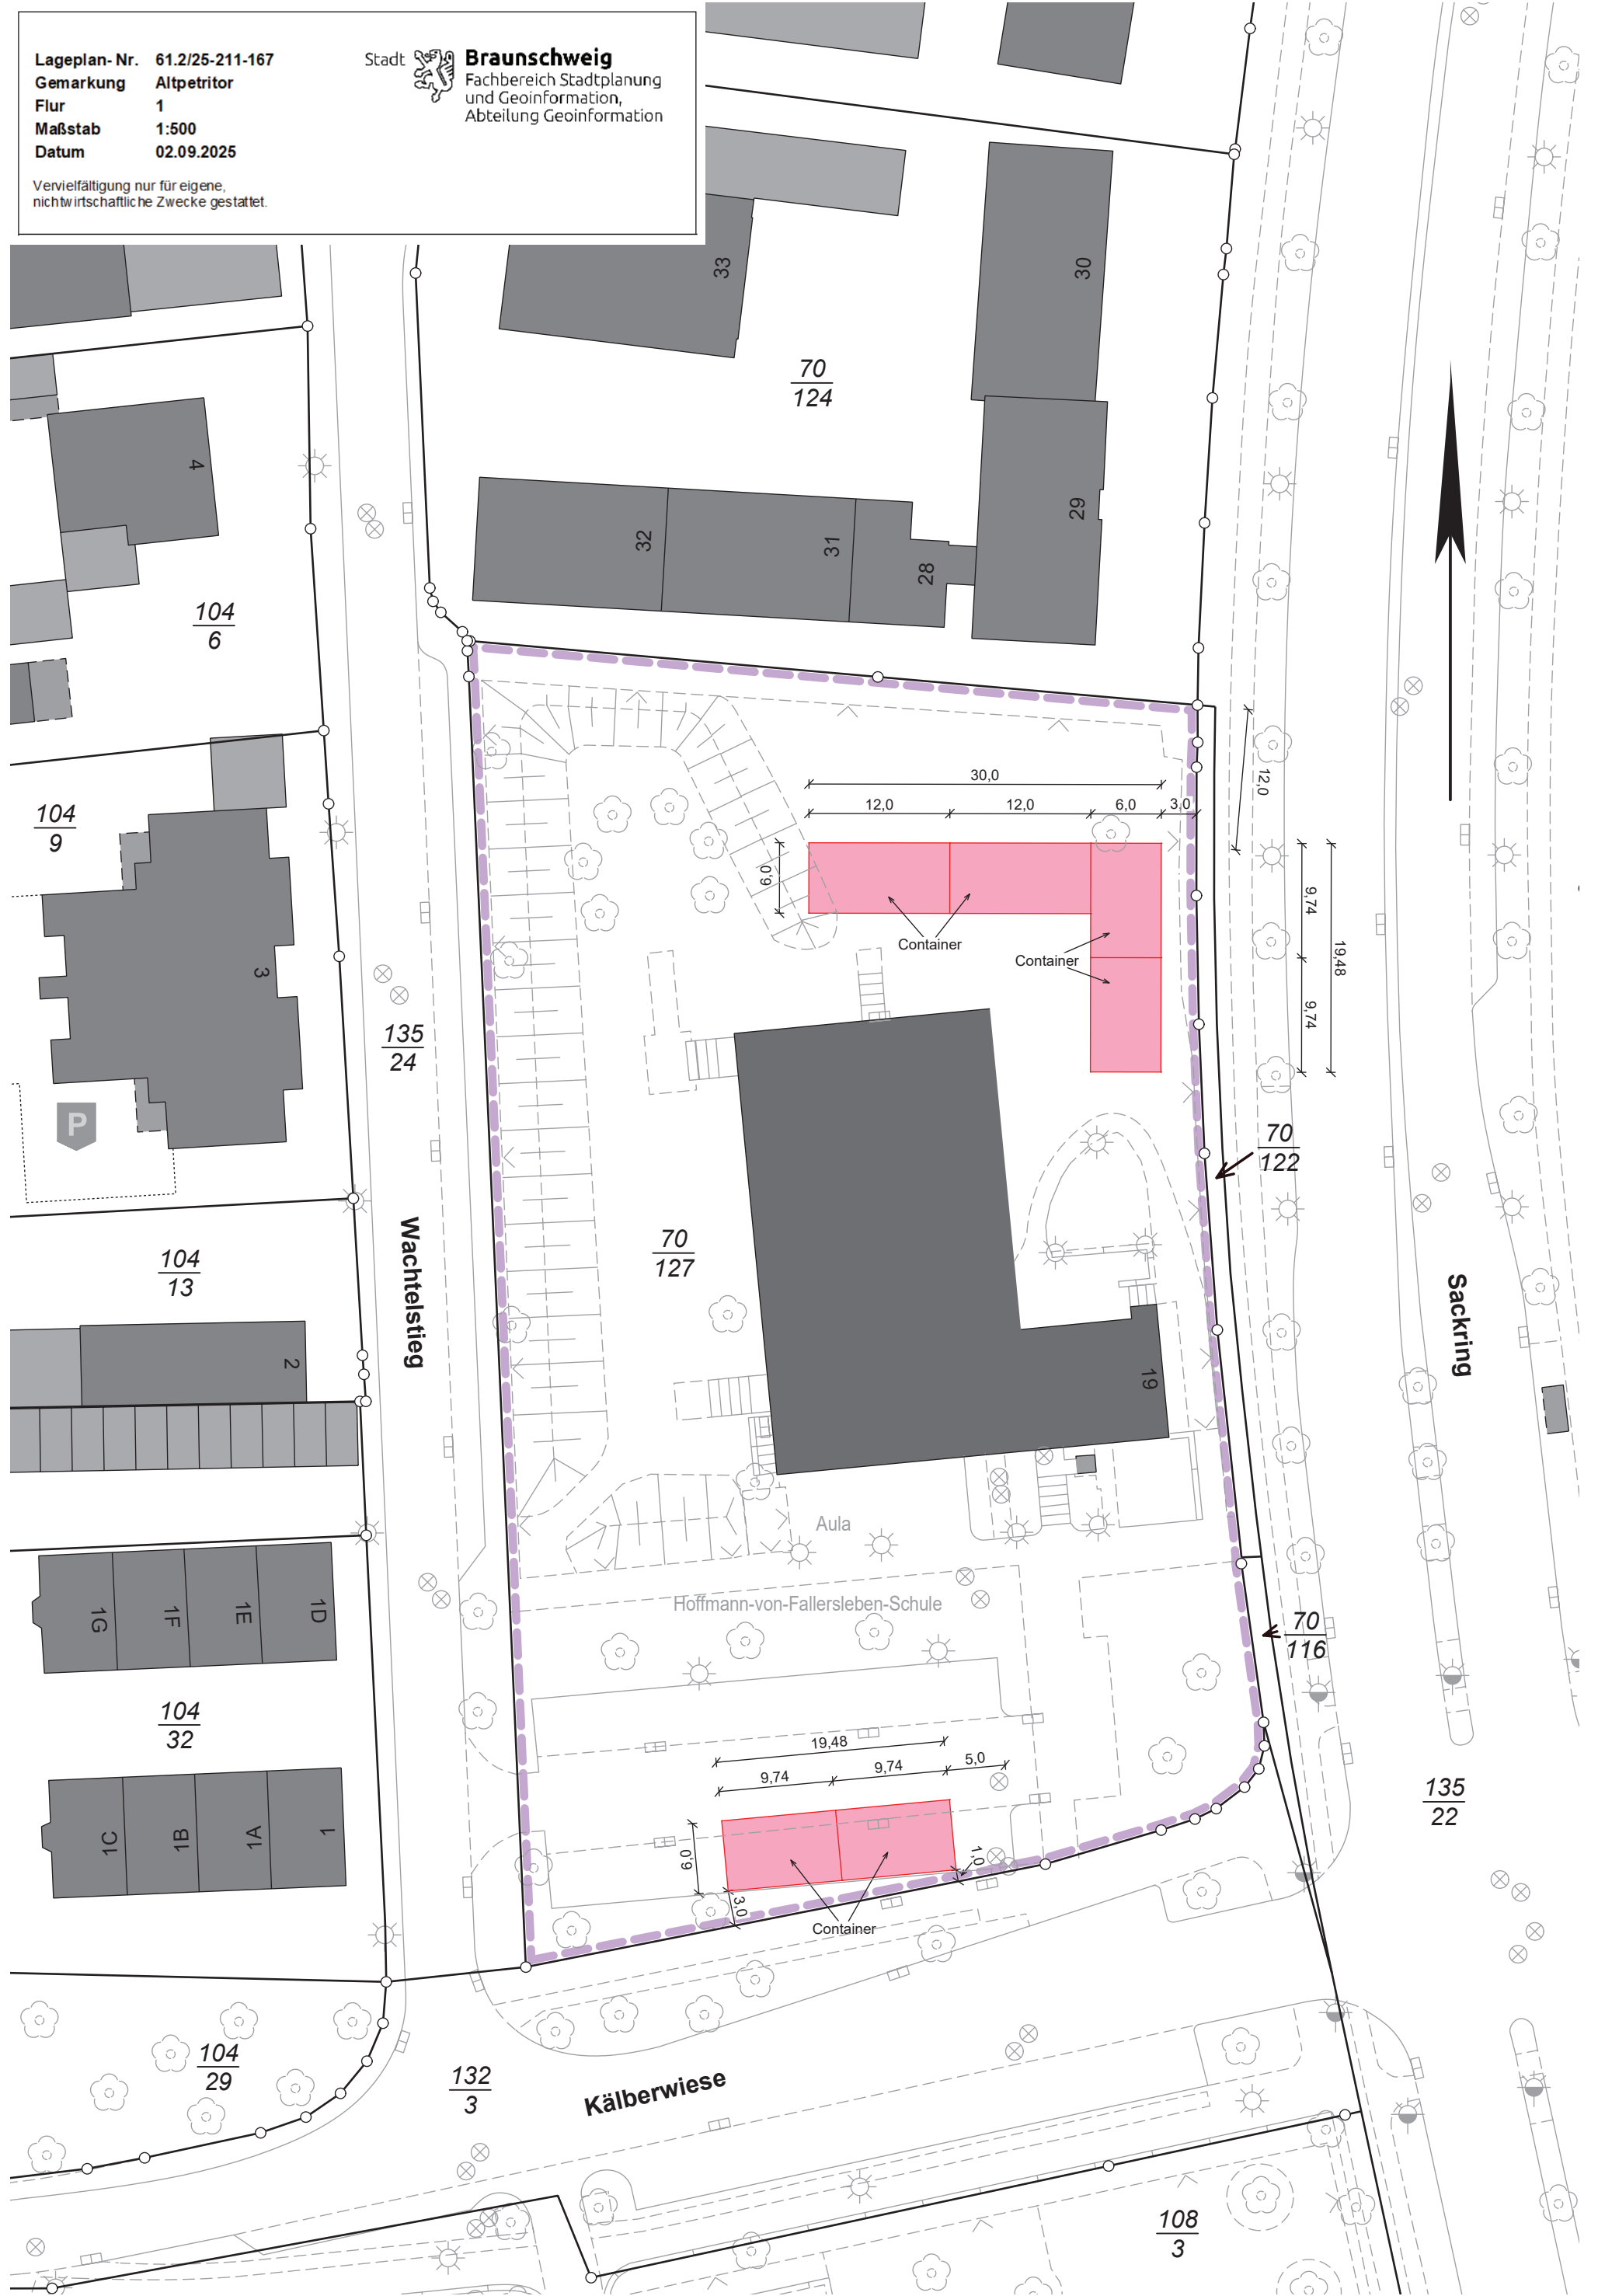 Lageplan- Nr. 61.2/25-211-167
Gemarkung Altpetritor
Flur 1
Maßstab 1:500
Datum 02.09.2025
Vervielfältigung nur für eigene,
nichtwirtschaftliche Zwecke gestattet.
Stadt Braunschweig
Fachbereich Stadtplanung
und Geoinformation,
Abteilung Geoinformation
33
30
70
124
4
29
32
31
28
104
6
30,0
12,0
12,0
12,0
6,0
3,0
104
9
6,0
Container
Container
9,74
19,48
9,74
3
135
24
P
70
122
Wachtelstieg
70
127
104
13
Sackring
2
19
Aula
Hoffmann-von-Fallersleben-Schule
1G
1F
1E
1D
70
116
104
32
19,48
9,74
9,74
5,0
135
22
1C
1B
1A
1
6,0
1,0
3,0
Container
104
29
132
3
Kälberwiese
108
3